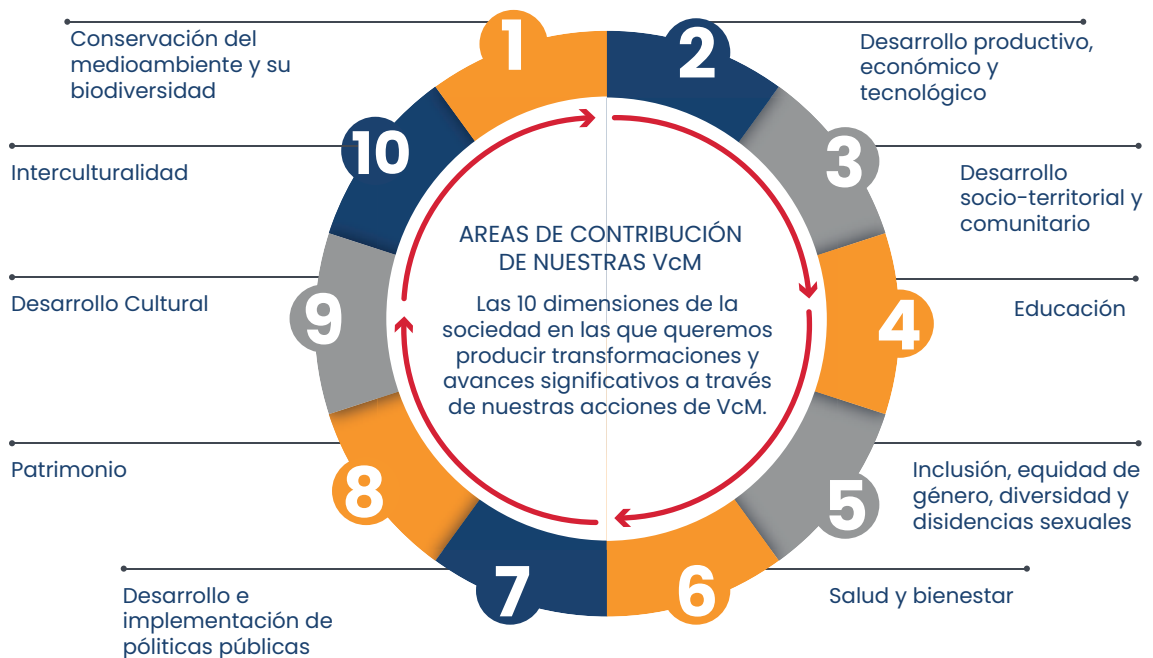 1
Conservación del
medioambiente y su
biodiversidad
2
Desarrollo productivo,
económico y
tecnológico
3
Desarrollo
socio-territorial y
comunitario
4
Educación
5
Inclusión, equidad de
género, diversidad y
disidencias sexuales
6
Salud y bienestar
7
Desarrollo e
implementación de
póliticas públicas
8
Patrimonio
9
Desarrollo Cultural
10
Interculturalidad
AREAS DE CONTRIBUCIÓN
DE NUESTRAS VcM
Las 10 dimensiones de la
sociedad en las que queremos
producir transformaciones y
avances significativos a través
de nuestras acciones de VcM.